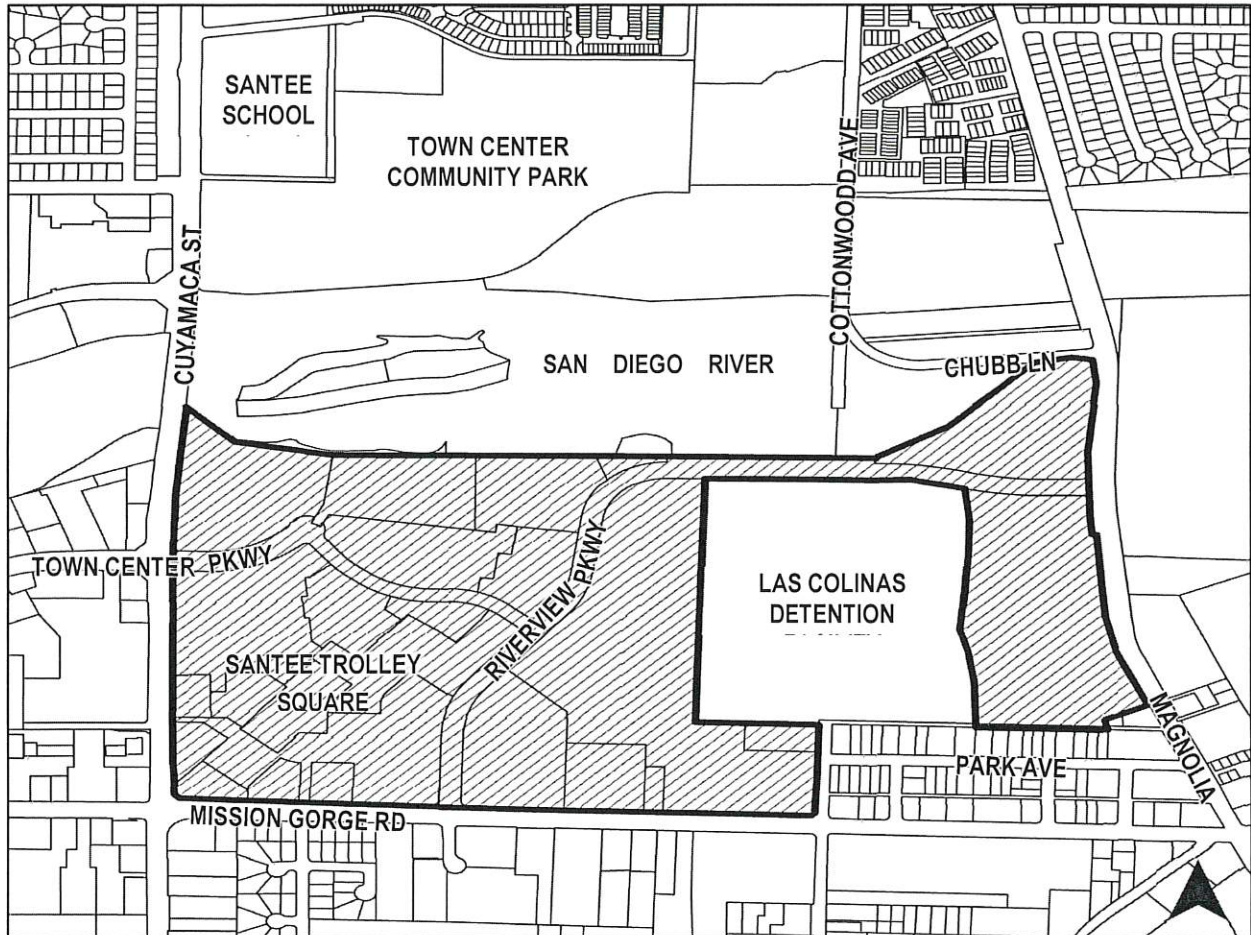 SANTEE
SCHOOL
TOWN CENTER
COMMUNITY PARK
COTTONWOODD AVE
CUYAMACA ST
SAN DIEGO RIVER
CHUBB LN
TOWN CENTER PKWY
RIVERVIEW PKWY
LAS COLINAS
DETENTION
SANTEE TROLLEY
SQUARE
MAGNOLIA
PARK AVE
MISSION GORGE RD